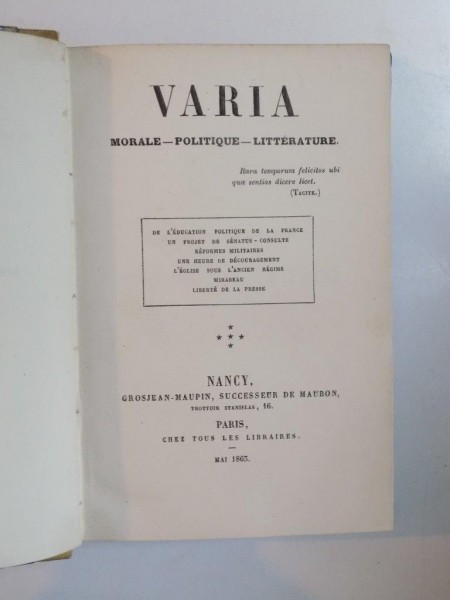 VARIA
MORALE—POLITIQUE—LITTÉRATURE.
Rara temporum felicitas ubi
quæ sentias dicere licet.
(TACITE.)
DE L'ÉDUCATION POLITIQUE DE LA FRANCE
UN PROJET DE SÉNATUS-CONSULTE
RÉFORMES MILITAIRES
UNE HEURE DE DÉCOURAGEMENT
L'ÉGLISE SOUS L'ANCIEN RÉGIME
MIRABEAU
LIBERTÉ DE LA PRESSE
NANCY,
GROSJEAN-MAUPIN, SUCCESSEUR DE MAUBON,
TROTTOIR STANISLAS, 16.
PARIS,
CHEZ TOUS LES LIBRAIRES.
—
MAI 1863.